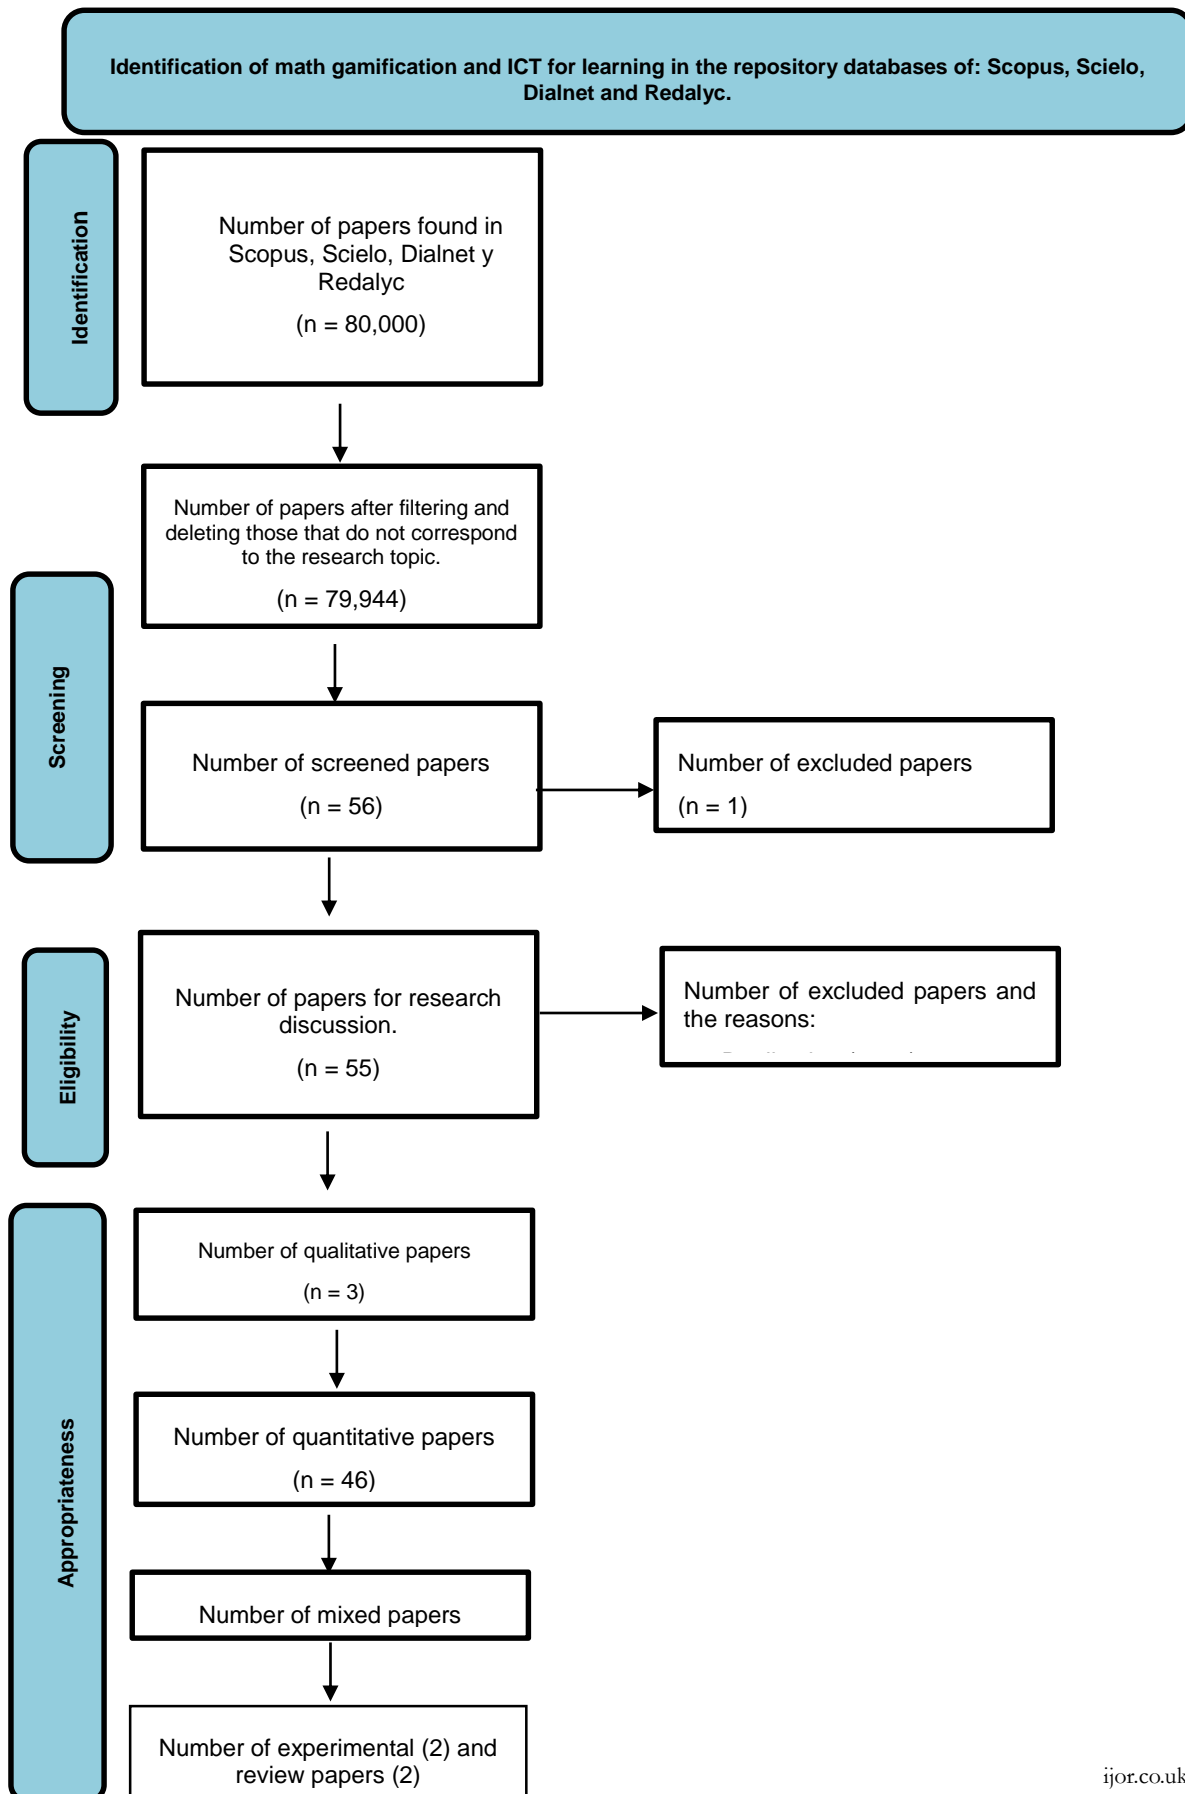 Identification of math gamification and ICT for learning in the repository databases of: Scopus, Scielo,
Dialnet and Redalyc.
Identification
Number of papers found in
Scopus, Scielo, Dialnet y
Redalyc
(n = 80,000)
Number of papers after filtering and
deleting those that do not correspond
to the research topic.
(n = 79,944)
Screening
Number of screened papers
(n = 56)
Number of excluded papers
(n = 1)
Eligibility
Number of papers for research
discussion.
(n = 55)
Number of excluded papers and
the reasons:
Appropriateness
Number of qualitative papers
(n = 3)
Number of quantitative papers
(n = 46)
Number of mixed papers
Number of experimental (2) and
review papers (2)
ijor.co.uk